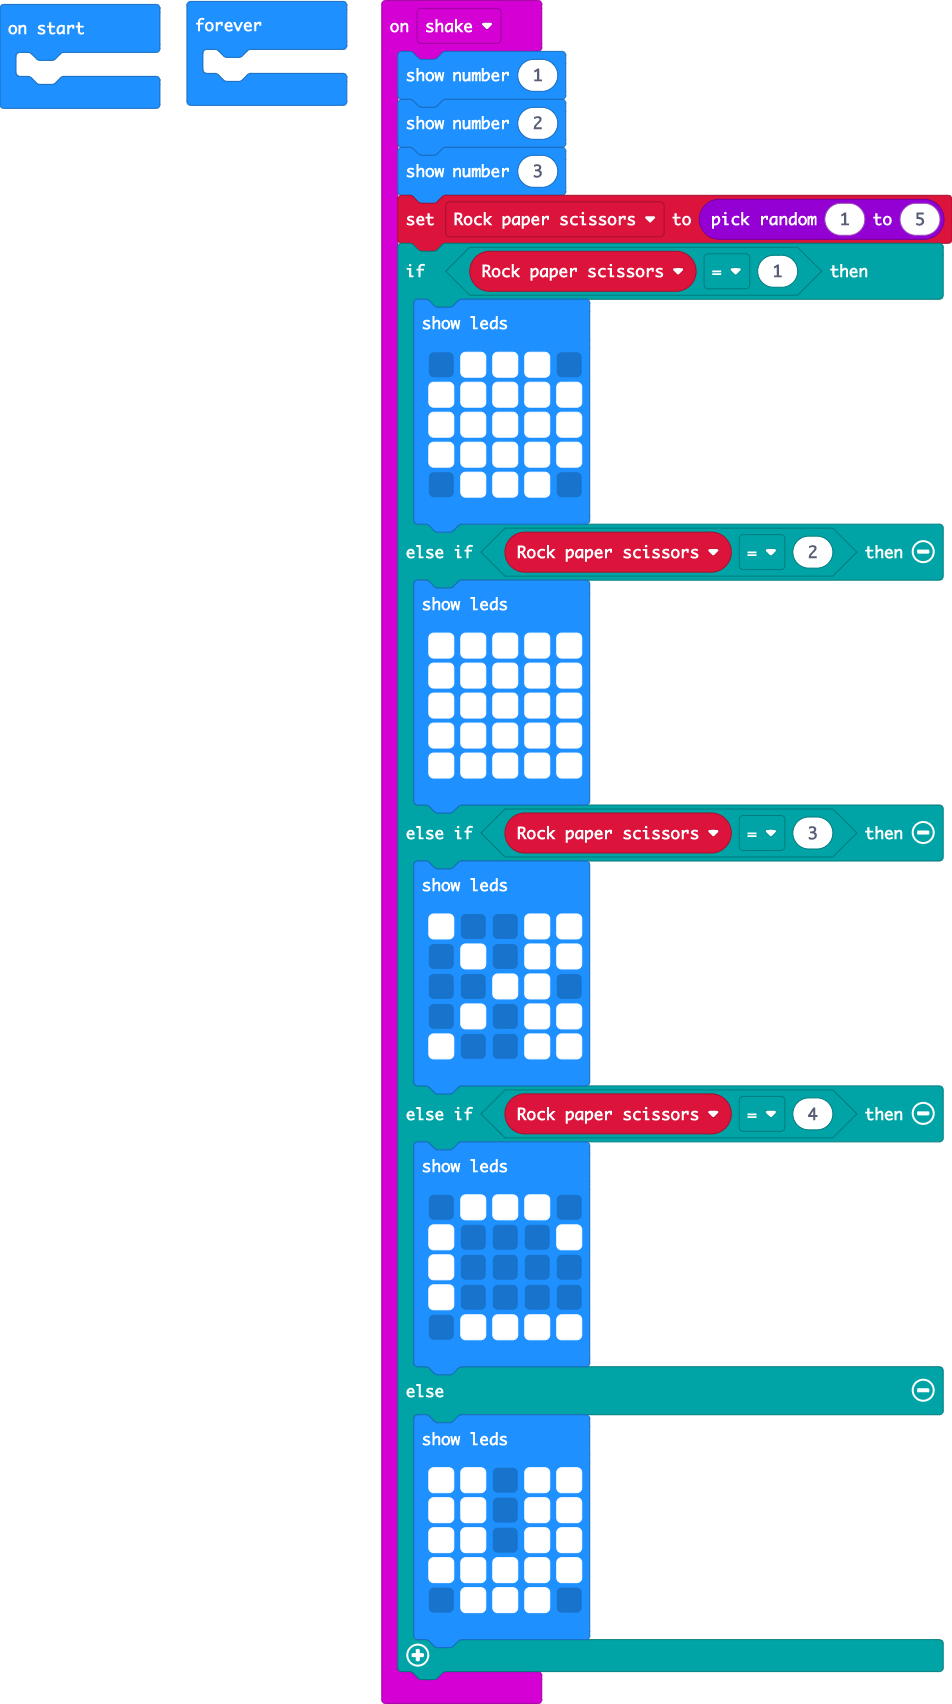 on start
forever
on shake
show number 1
show number 2
show number 3
set Rock paper scissors to pick random 1 to 5
if Rock paper scissors = 1 then
show leds
else if Rock paper scissors = 2 then
show leds
else if Rock paper scissors = 3 then
show leds
else if Rock paper scissors = 4 then
show leds
else
show leds